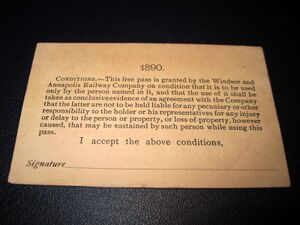 1890.
CONDITIONS.—This free pass is granted by the Windsor and
Annapolis Railway Company on condition that it is to be used
only by the person named in it, and that the use of it shall be
taken as conclusive evidence of an agreement with the Company
that the latter are not to be held liable for any pecuniary or other
responsibility to the holder or his representatives for any injury
or delay to the person or property, or loss of property, however
caused, that may be sustained by such person while using this
pass.
I accept the above conditions,
Signature